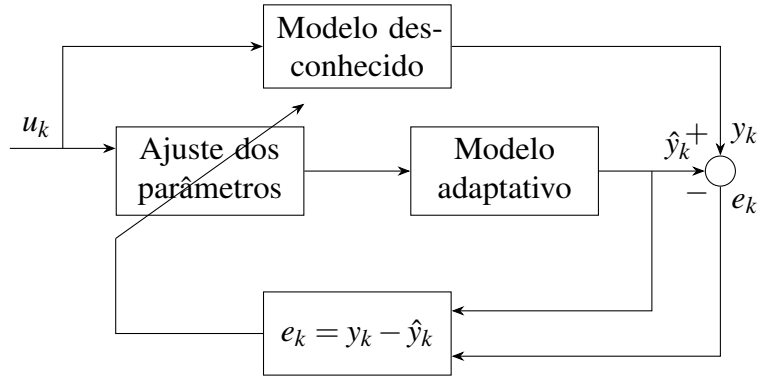 Modelo des-
conhecido
u_k
Ajuste dos
parâmetros
Modelo
adaptativo
ŷ_k
+
y_k
−
e_k
e_k = y_k − ŷ_k